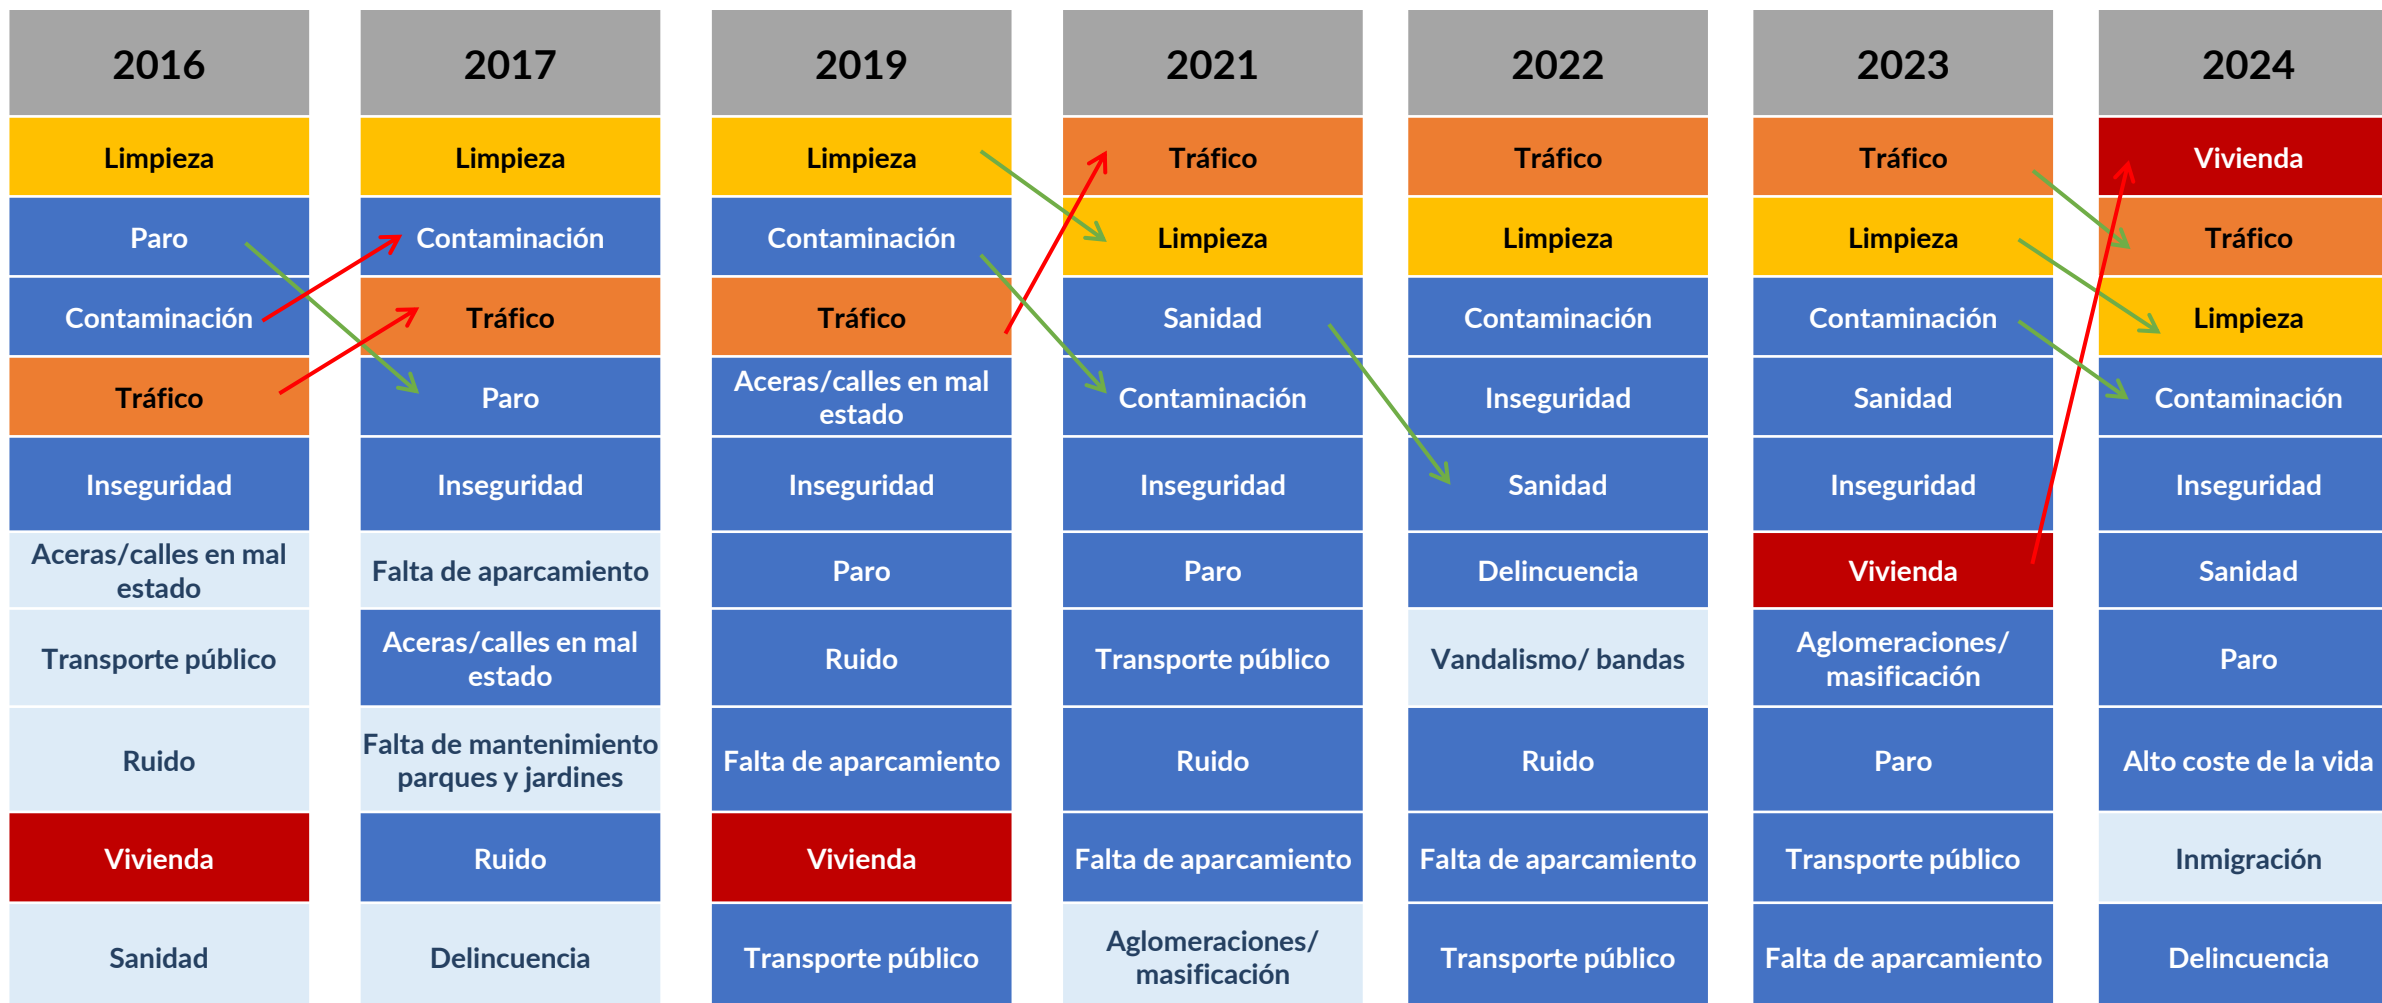 2016
2017
2019
2021
2022
2023
2024
Limpieza
Limpieza
Limpieza
Tráfico
Tráfico
Tráfico
Vivienda
Paro
Contaminación
Contaminación
Limpieza
Limpieza
Limpieza
Tráfico
Contaminación
Tráfico
Tráfico
Sanidad
Contaminación
Contaminación
Limpieza
Tráfico
Paro
Aceras/calles en mal
estado
Contaminación
Inseguridad
Sanidad
Contaminación
Inseguridad
Inseguridad
Inseguridad
Inseguridad
Sanidad
Inseguridad
Inseguridad
Aceras/calles en mal
estado
Falta de aparcamiento
Paro
Paro
Delincuencia
Vivienda
Sanidad
Transporte público
Aceras/calles en mal
estado
Ruido
Transporte público
Vandalismo/ bandas
Aglomeraciones/
masificación
Paro
Ruido
Falta de mantenimiento
parques y jardines
Falta de aparcamiento
Ruido
Ruido
Paro
Alto coste de la vida
Vivienda
Ruido
Vivienda
Falta de aparcamiento
Falta de aparcamiento
Transporte público
Inmigración
Sanidad
Delincuencia
Transporte público
Aglomeraciones/
masificación
Transporte público
Falta de aparcamiento
Delincuencia